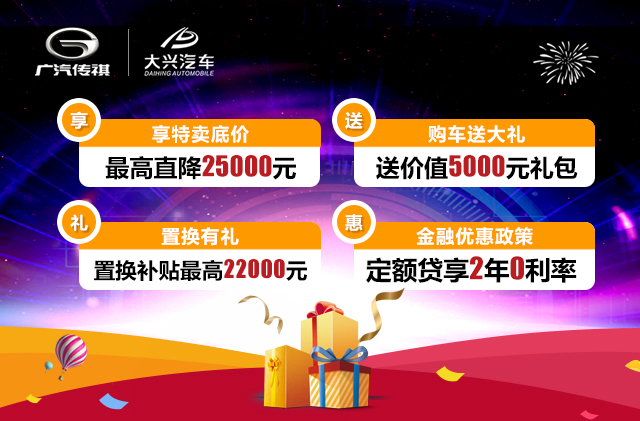 广汽传祺
大兴汽车
DAIHING AUTOMOBILE
享
享特卖底价
最高直降25000元
送
购车送大礼
送价值5000元礼包
礼
置换有礼
置换补贴最高22000元
惠
金融优惠政策
定额贷享2年0利率